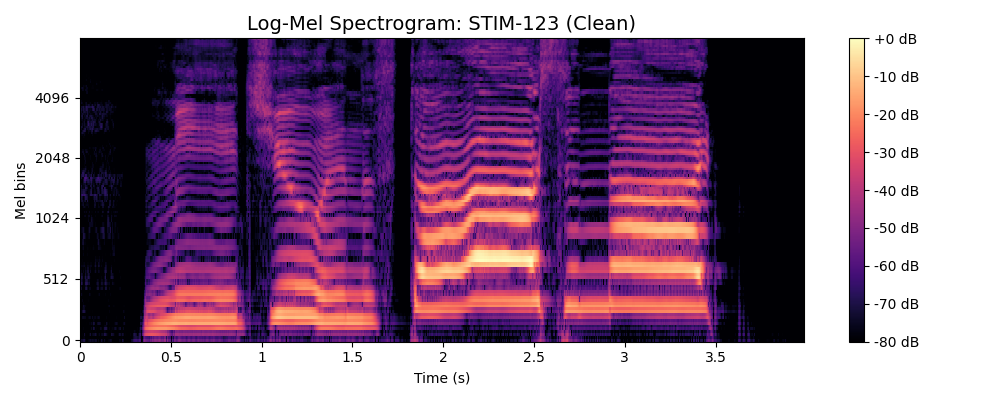 Log-Mel Spectrogram: STIM-123 (Clean)
+0 dB
-10 dB
-20 dB
-30 dB
-40 dB
-50 dB
-60 dB
-70 dB
-80 dB
Mel bins
4096
2048
1024
512
0
0 0.5 1 1.5 2 2.5 3 3.5
Time (s)